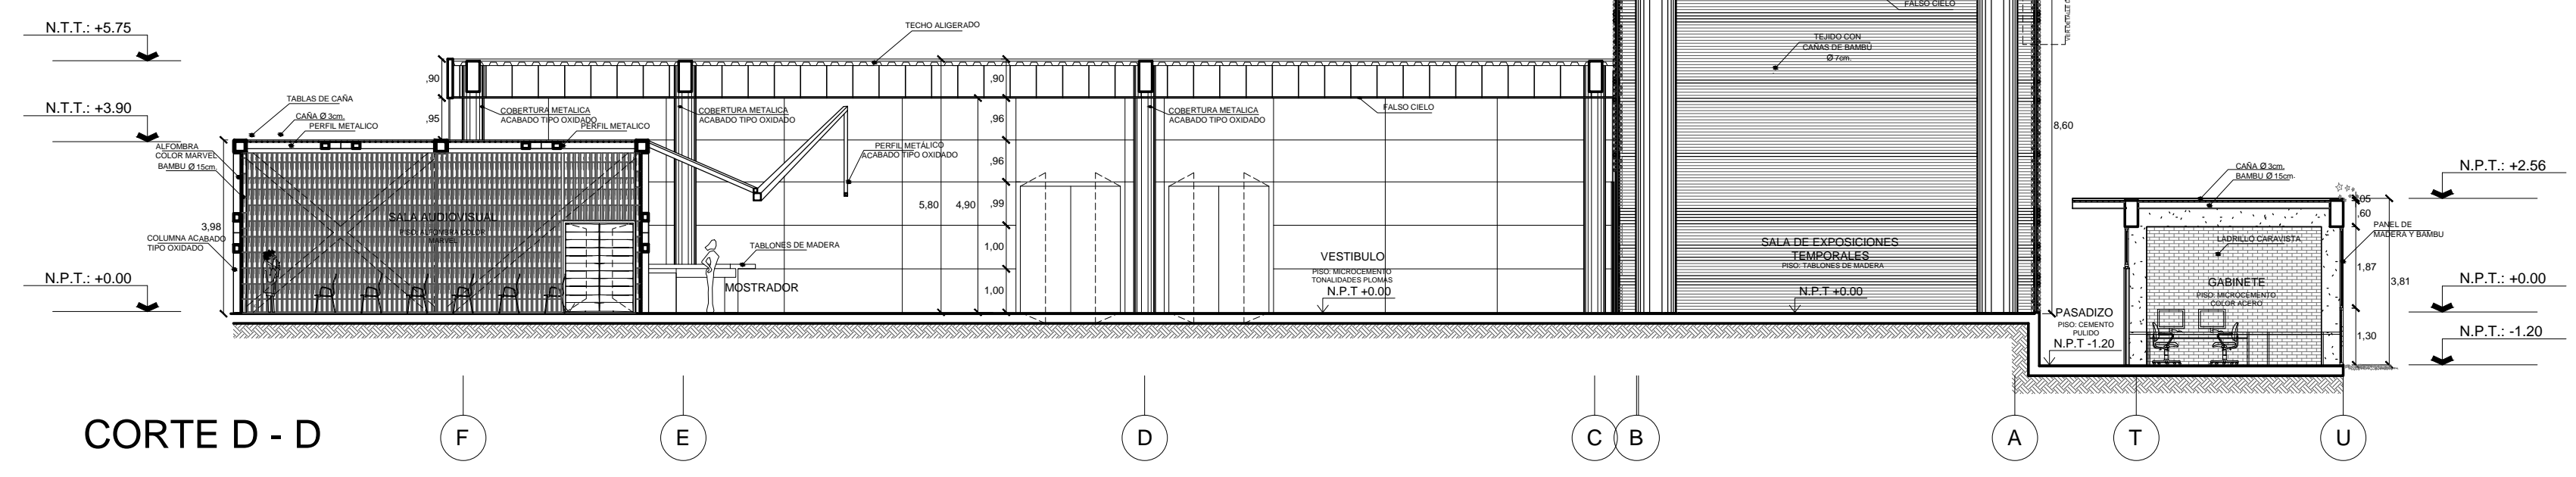 N.T.T.: +5.75
N.T.T.: +3.90
N.P.T.: +0.00
TECHO ALIGERADO
FALSO CIELO
TEJIDO CON
CAÑAS DE BAMBÚ
Ø 7cm.
,90
,95
TABLAS DE CAÑA
CAÑA Ø 3cm.
PERFIL METALICO
COBERTURA METALICA
ACABADO TIPO OXIDADO
PERFIL METALICO
COBERTURA METALICA
ACABADO TIPO OXIDADO
PERFIL METÁLICO
ACABADO TIPO OXIDADO
,90
,96
,96
,99
1,00
1,00
5,80
4,90
COBERTURA METALICA
ACABADO TIPO OXIDADO
FALSO CIELO
ALFOMBRA
COLOR MARVEL
BAMBU Ø 15cm.
3,98
COLUMNA ACABADO
TIPO OXIDADO
SALA AUDIOVISUAL
PISO: ALFOMBRA COLOR
MARVEL
TABLONES DE MADERA
MOSTRADOR
VESTIBULO
PISO: MICROCEMENTO
TONALIDADES PLOMAS
N.P.T +0.00
SALA DE EXPOSICIONES
TEMPORALES
PISO: TABLONES DE MADERA
N.P.T +0.00
8,60
PASADIZO
PISO: CEMENTO
PULIDO
N.P.T -1.20
CAÑA Ø 3cm.
BAMBU Ø 15cm.
LADRILLO CARAVISTA
GABINETE
PISO: MICROCEMENTO
COLOR ACERO
,05
,60
1,87
1,30
3,81
PANEL DE
MADERA Y BAMBU
N.P.T.: +2.56
N.P.T.: +0.00
N.P.T.: -1.20
CORTE D - D
F
E
D
C
B
A
T
U